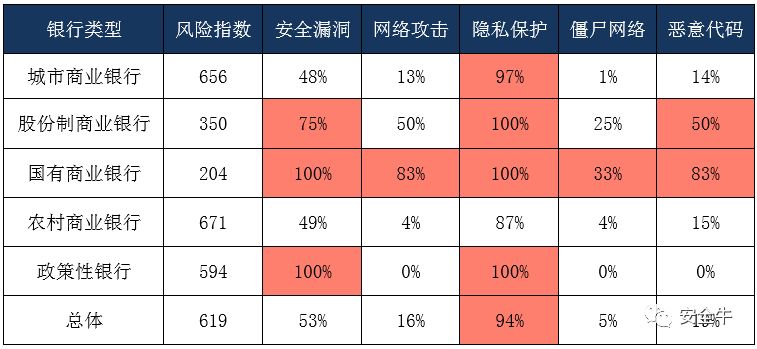 银行类型 风险指数 安全漏洞 网络攻击 隐私保护 僵尸网络 恶意代码
城市商业银行 656 48% 13% 97% 1% 14%
股份制商业银行 350 75% 50% 100% 25% 50%
国有商业银行 204 100% 83% 100% 33% 83%
农村商业银行 671 49% 4% 87% 4% 15%
政策性银行 594 100% 0% 100% 0% 0%
总体 619 53% 16% 94% 5%
安全牛